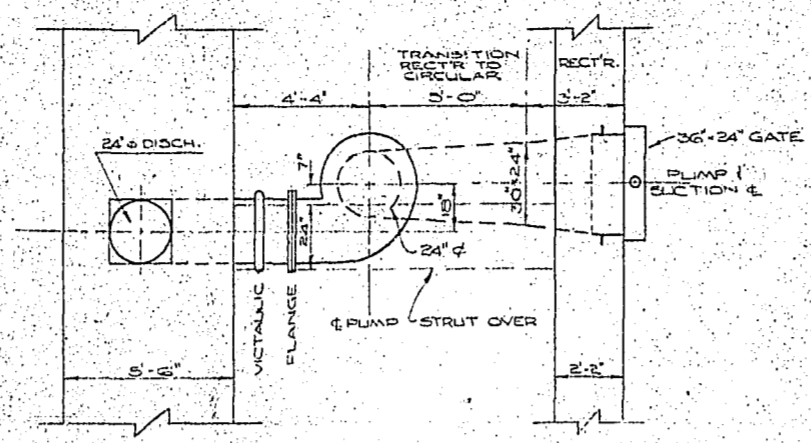 TRANSITION
RECT'R TO
CIRCULAR
RECT'R.
4'-4"
5'-0"
3'-2"
24"⌀ DISCH.
36"×24" GATE
7"
PUMP &
SUCTION ℄
30"×24"
18"
24"
24" ⌀
℄ PUMP
STRUT OVER
VICTAULIC
FLANGE
5'-6"
2'-2"